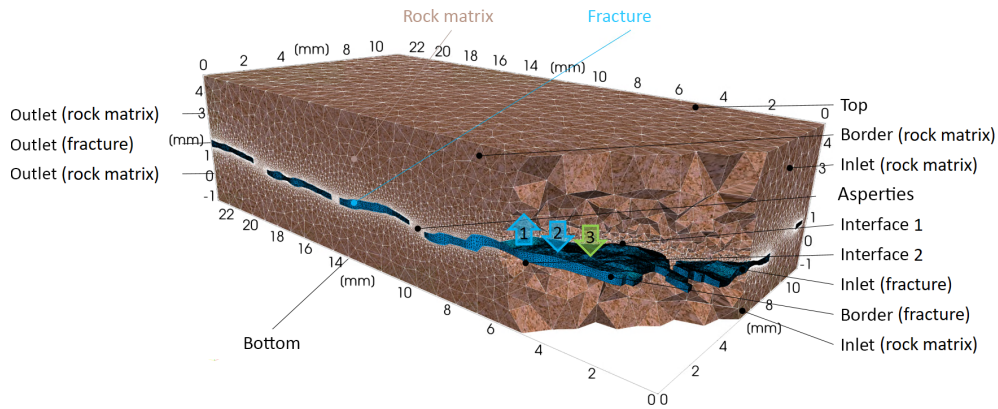 Rock matrix
Fracture
0 2 4 (mm) 8 10 22 20 18 16 14 (mm) 10 8 6 4 2 0
4
3
(mm)
1
0
-1
Outlet (rock matrix)
Outlet (fracture)
Outlet (rock matrix)
22 20 18 16 14 (mm) 10 8 6 4 2 0
Bottom
1 2 3
4
3
1
0
-1
10
8
(mm)
4
2
0
Top
Border (rock matrix)
Inlet (rock matrix)
Asperties
Interface 1
Interface 2
Inlet (fracture)
Border (fracture)
Inlet (rock matrix)